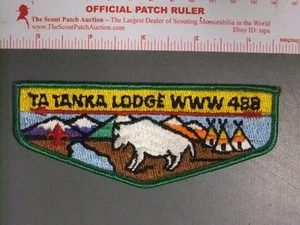 OFFICIAL PATCH RULER
The Scout Patch Auction – The Largest Dealer of Scouting Memorabilia in the World
www.ScoutPatchAuction.com
Ebay ID: tspa
TA TANKA LODGE WWW 488